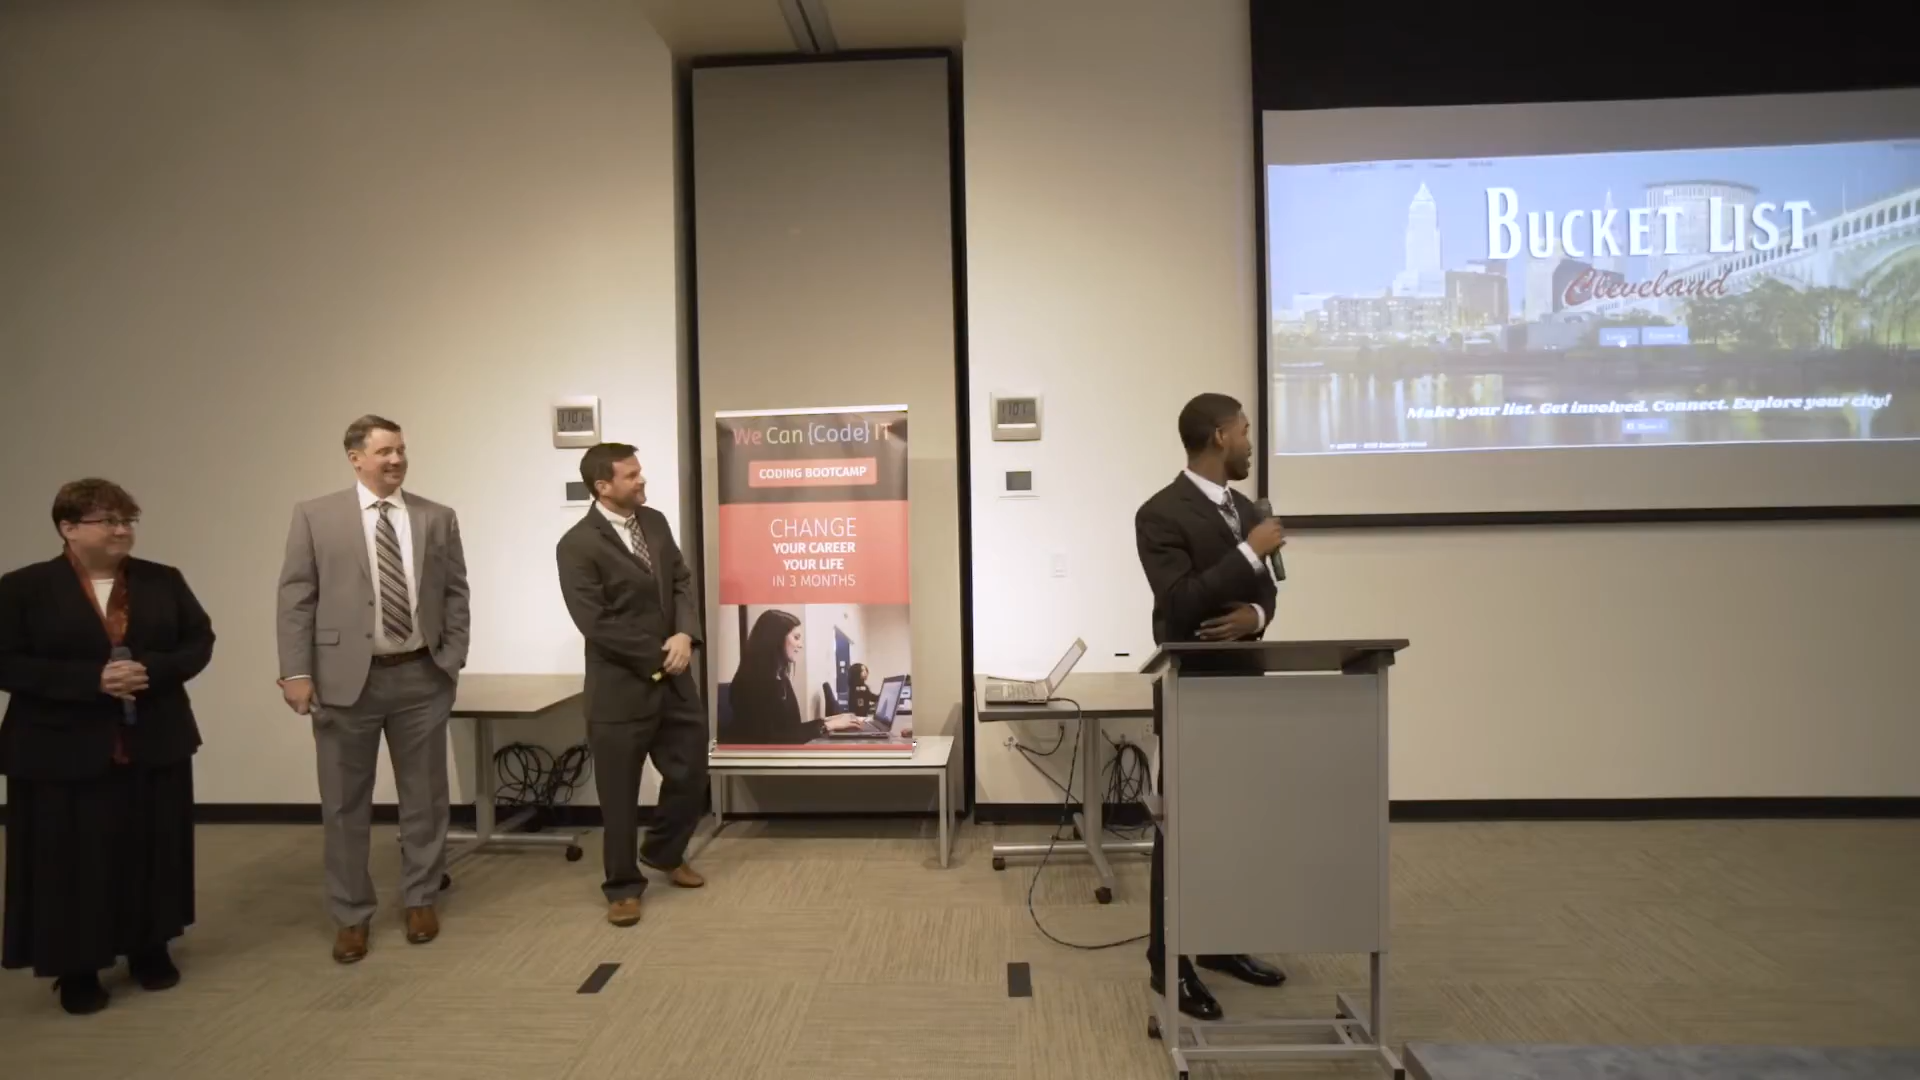 We Can {Code} IT
CODING BOOTCAMP
CHANGE
YOUR CAREER
YOUR LIFE
IN 3 MONTHS
BUCKET LIST
Cleveland
Make your list. Get involved. Connect. Explore your city!